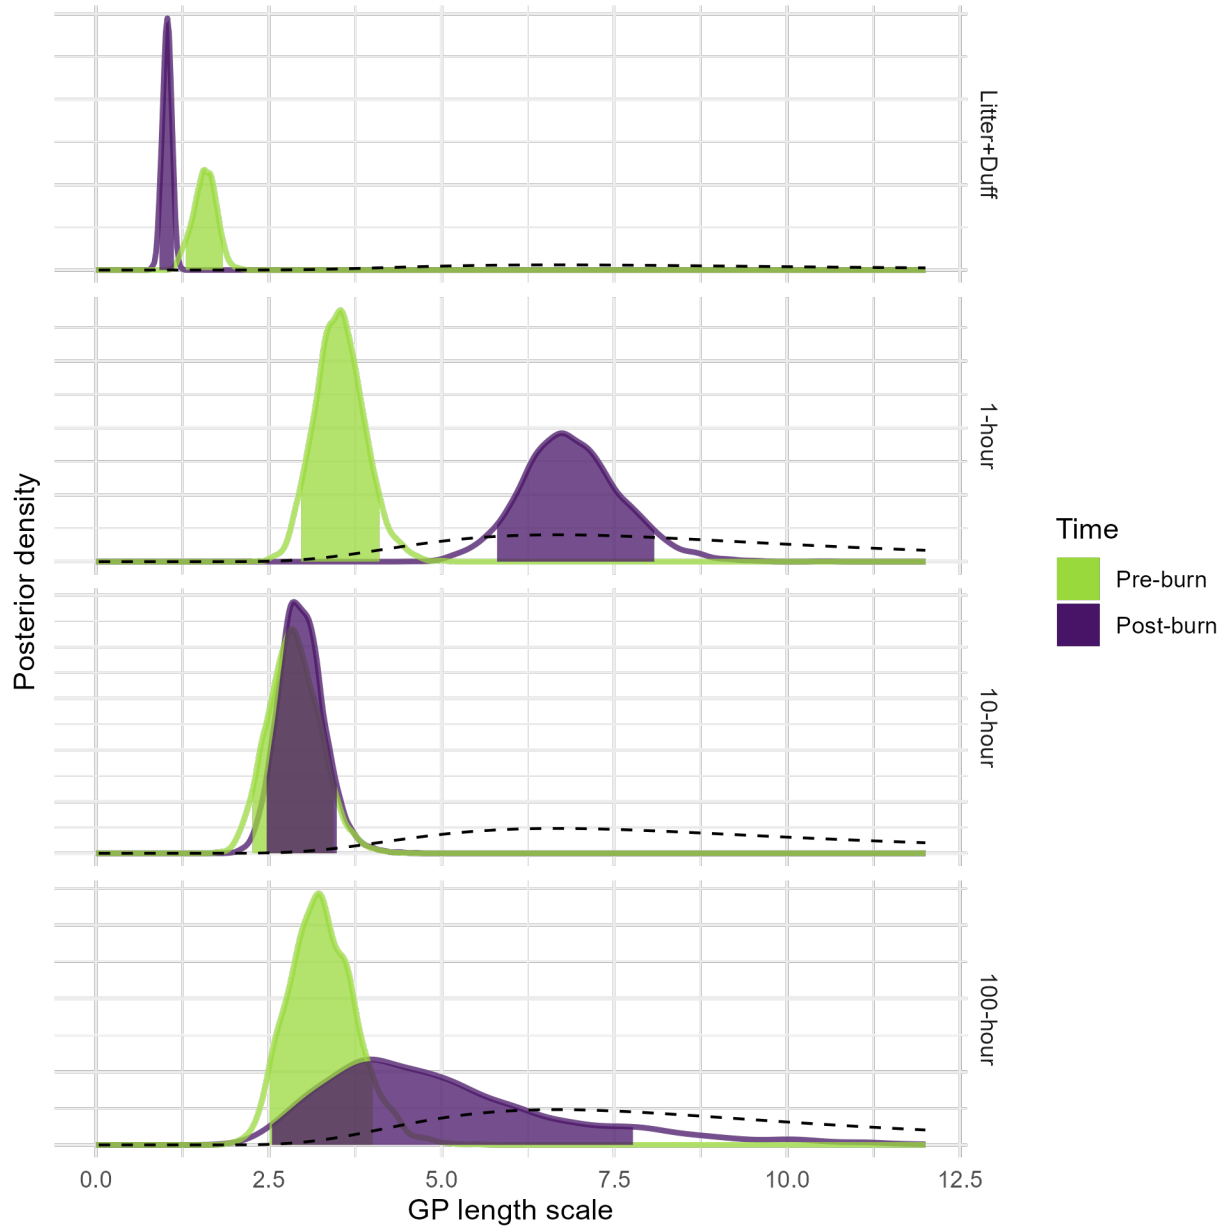 Litter+Duff
1-hour
10-hour
100-hour
Posterior density
0.0 2.5 5.0 7.5 10.0 12.5
GP length scale
Time
Pre-burn
Post-burn